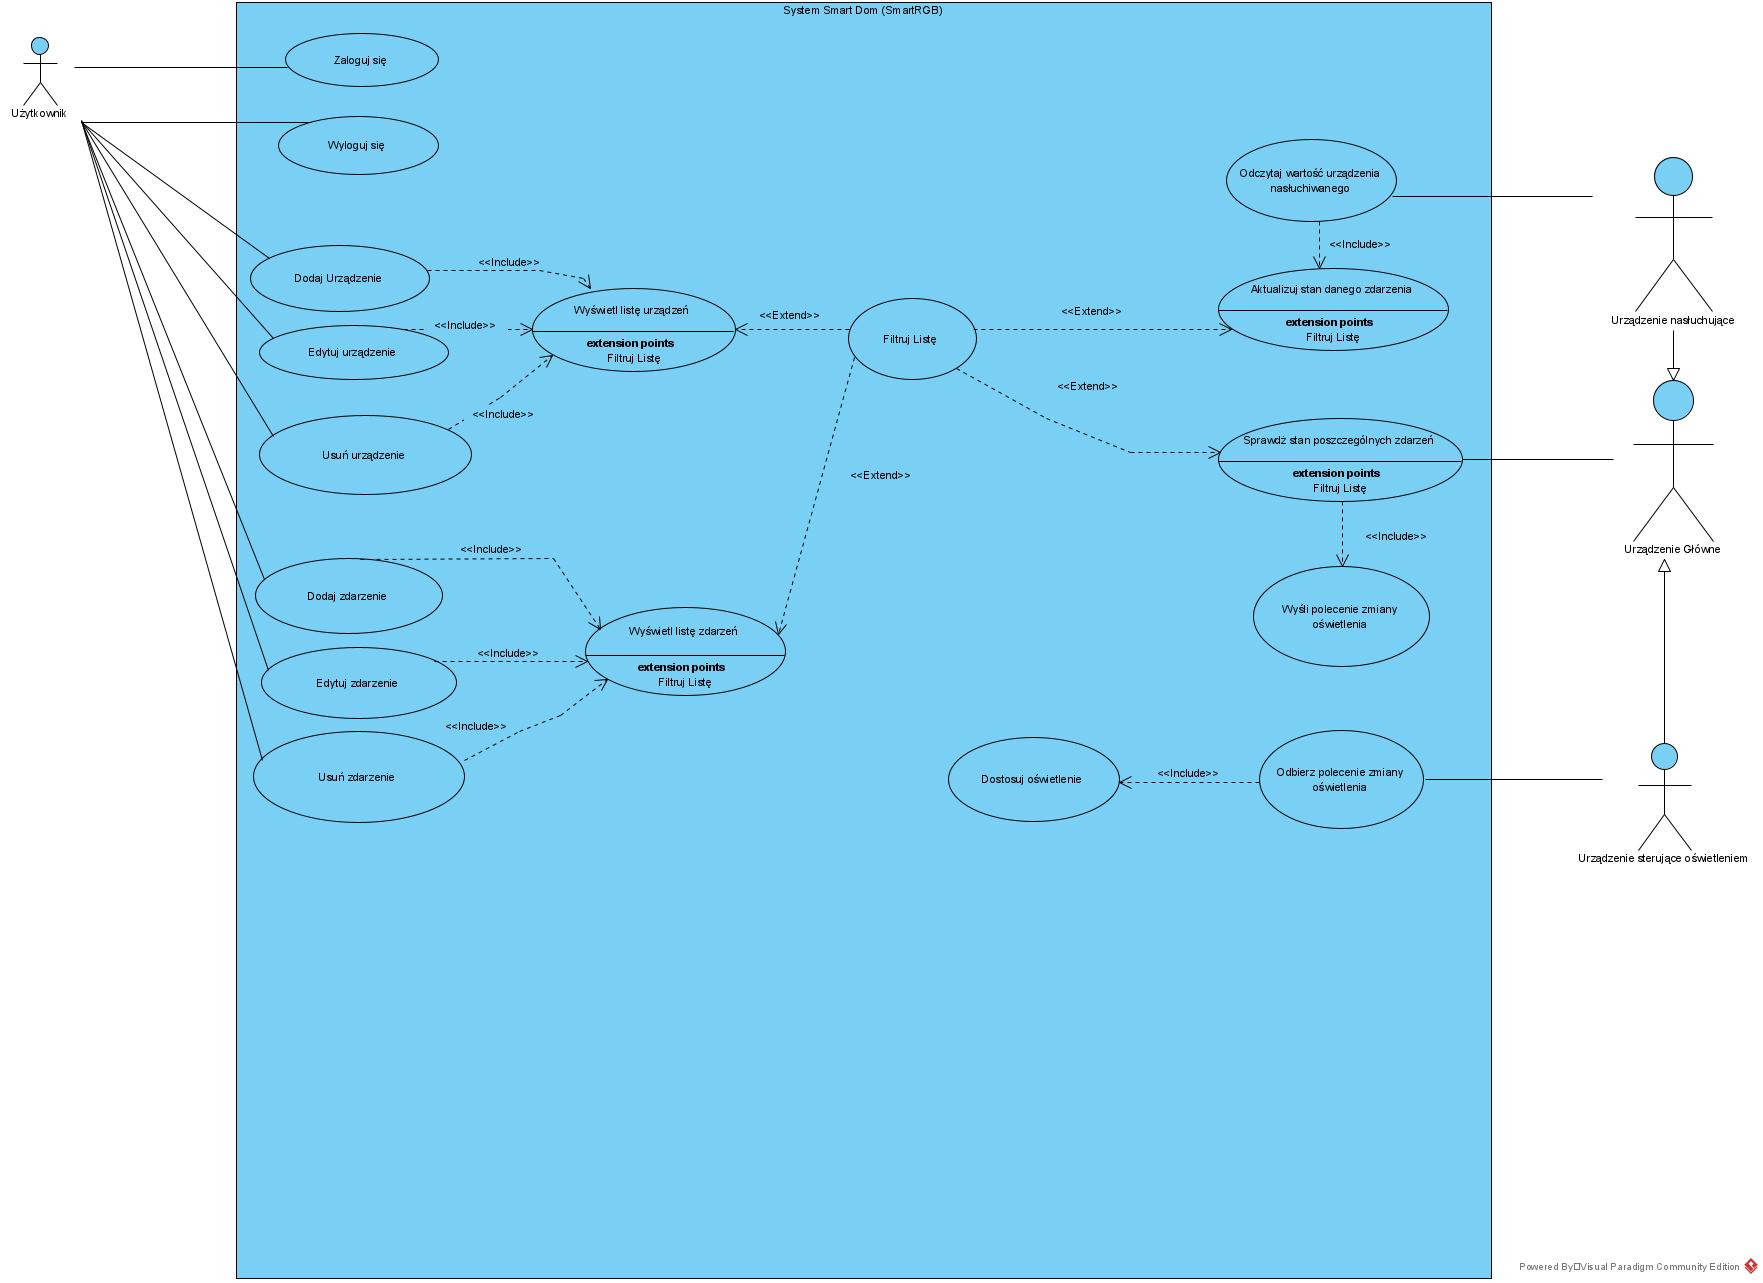 System Smart Dom (SmartRGB)
Użytkownik
Zaloguj się
Wyloguj się
Dodaj Urządzenie
<<Include>>
Edytuj urządzenie
<<Include>>
Usuń urządzenie
<<Include>>
Wyświetl listę urządzeń
extension points
Filtruj Listę
<<Extend>>
Filtruj Listę
<<Extend>>
<<Extend>>
<<Extend>>
Odczytaj wartość urządzenia
nasłuchiwanego
<<Include>>
Aktualizuj stan danego zdarzenia
extension points
Filtruj Listę
Urządzenie nasłuchujące
Sprawdź stan poszczególnych zdarzeń
extension points
Filtruj Listę
<<Include>>
Urządzenie Główne
Wyśli polecenie zmiany
oświetlenia
Dodaj zdarzenie
<<Include>>
Edytuj zdarzenie
<<Include>>
Usuń zdarzenie
<<Include>>
Wyświetl listę zdarzeń
extension points
Filtruj Listę
Dostosuj oświetlenie
<<Include>>
Odbierz polecenie zmiany
oświetlenia
Urządzenie sterujące oświetleniem
Powered By Visual Paradigm Community Edition